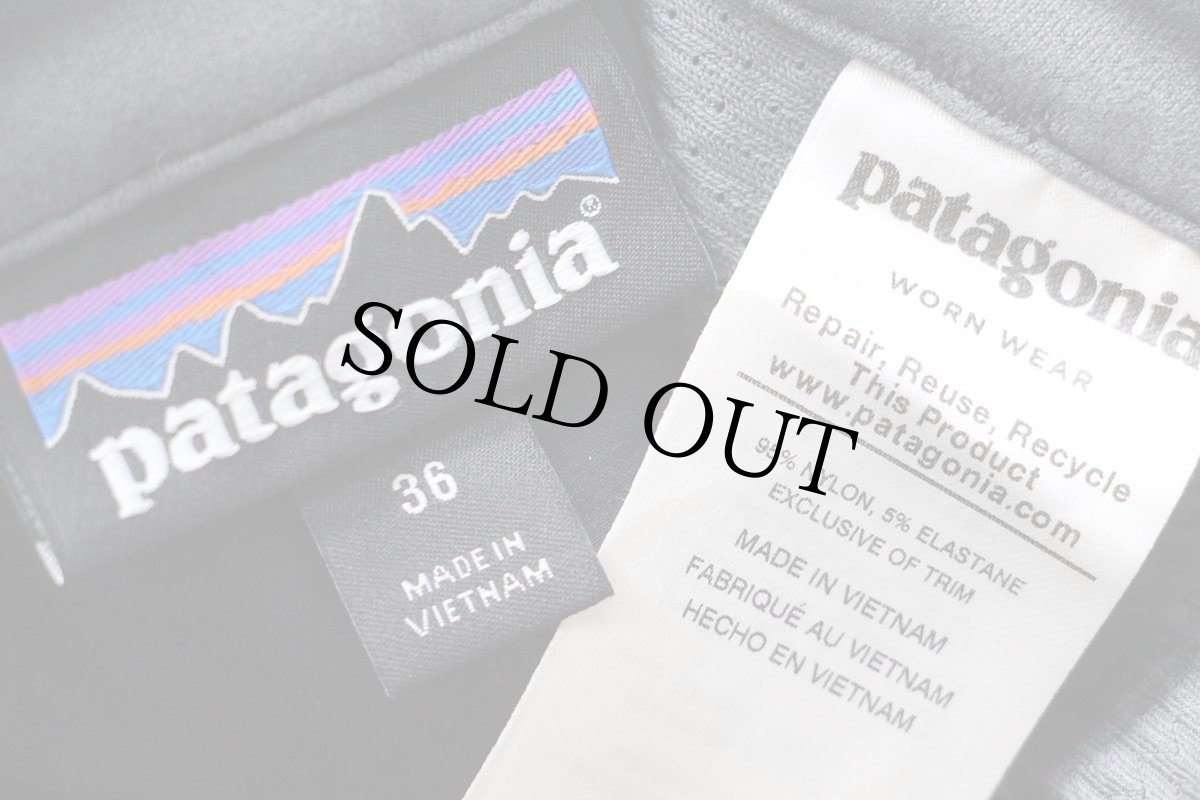 patagonia®
36
MADE IN
VIETNAM
SOLD OUT
patagonia
WORN WEAR
Repair, Reuse, Recycle
This Product
www.patagonia.com
95% NYLON, 5% ELASTANE
EXCLUSIVE OF TRIM
MADE IN VIETNAM
FABRIQUÉ AU VIETNAM
HECHO EN VIETNAM